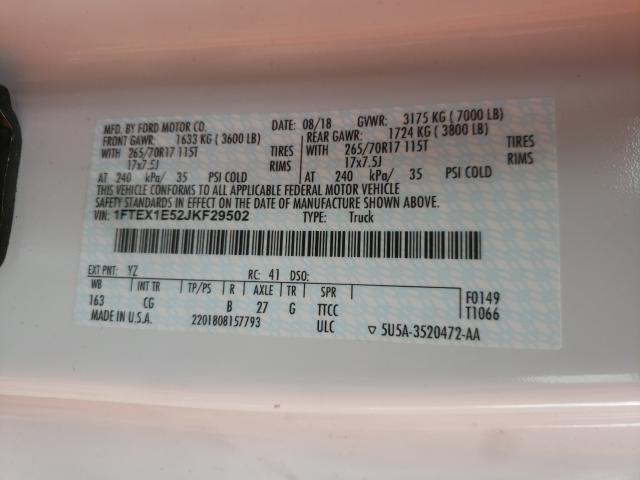 MFD. BY FORD MOTOR CO. DATE: 08/18 GVWR: 3175 KG ( 7000 LB)
FRONT GAWR: 1633 KG ( 3600 LB) REAR GAWR: 1724 KG ( 3800 LB)
WITH 265/70R17 115T TIRES WITH 265/70R17 115T TIRES
17x7.5J RIMS 17x7.5J RIMS
AT 240 kPa/ 35 PSI COLD AT 240 kPa/ 35 PSI COLD
THIS VEHICLE CONFORMS TO ALL APPLICABLE FEDERAL MOTOR VEHICLE
SAFETY STANDARDS IN EFFECT ON THE DATE OF MANUFACTURE SHOWN ABOVE.
VIN: 1FTEX1E52JKF29502 TYPE: Truck
EXT PNT: YZ RC: 41 DSO:
WB INT TR TP/PS R AXLE TR SPR F0149
163 CG B 27 G TTCC T1066
MADE IN U.S.A. 2201808157793 ULC ▽ 5U5A-3520472-AA